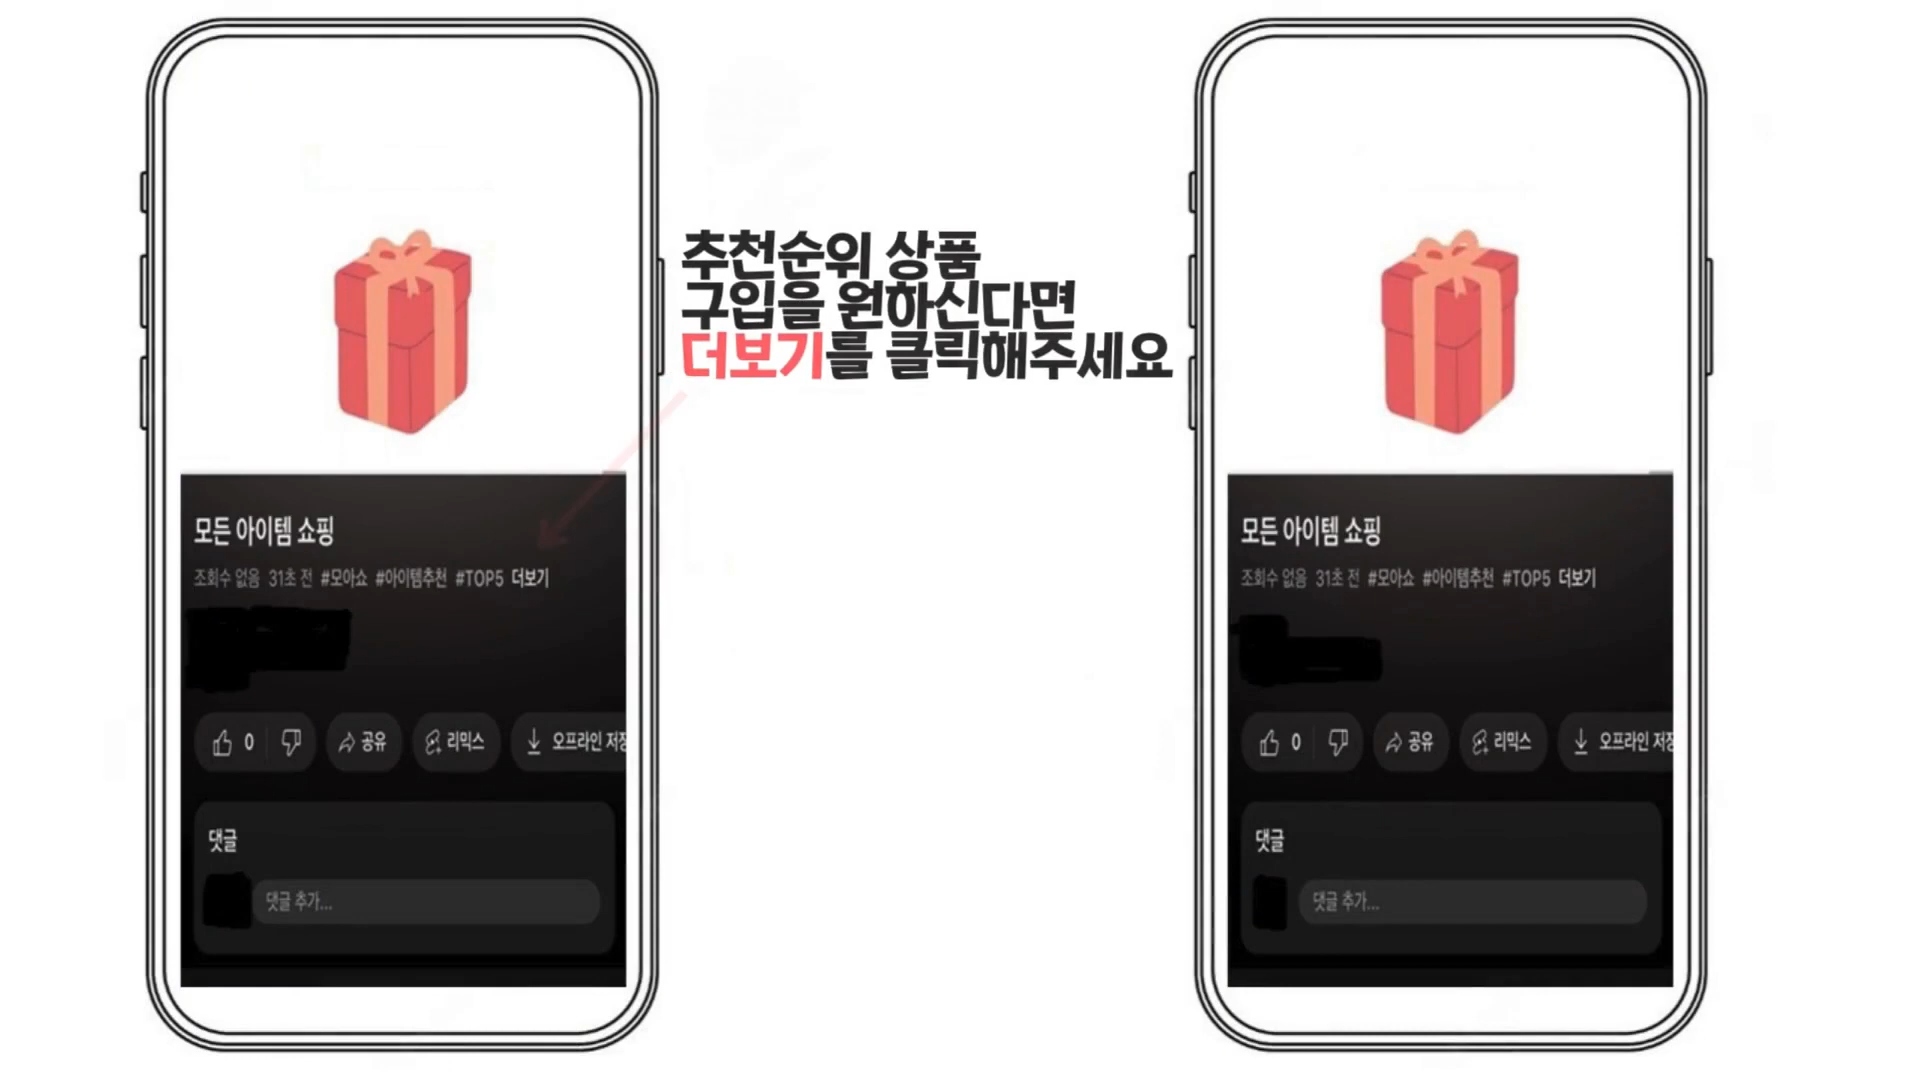 추천순위 상품
구입을 원하신다면
더보기를 클릭해주세요
모든 아이템 쇼핑
조회수 없음 31초 전 #모아쇼 #아이템추천 #TOP5 더보기
0 공유 리믹스 오프라인 저장
댓글
댓글 추가...
모든 아이템 쇼핑
조회수 없음 31초 전 #모아쇼 #아이템추천 #TOP5 더보기
0 공유 리믹스 오프라인 저장
댓글
댓글 추가...